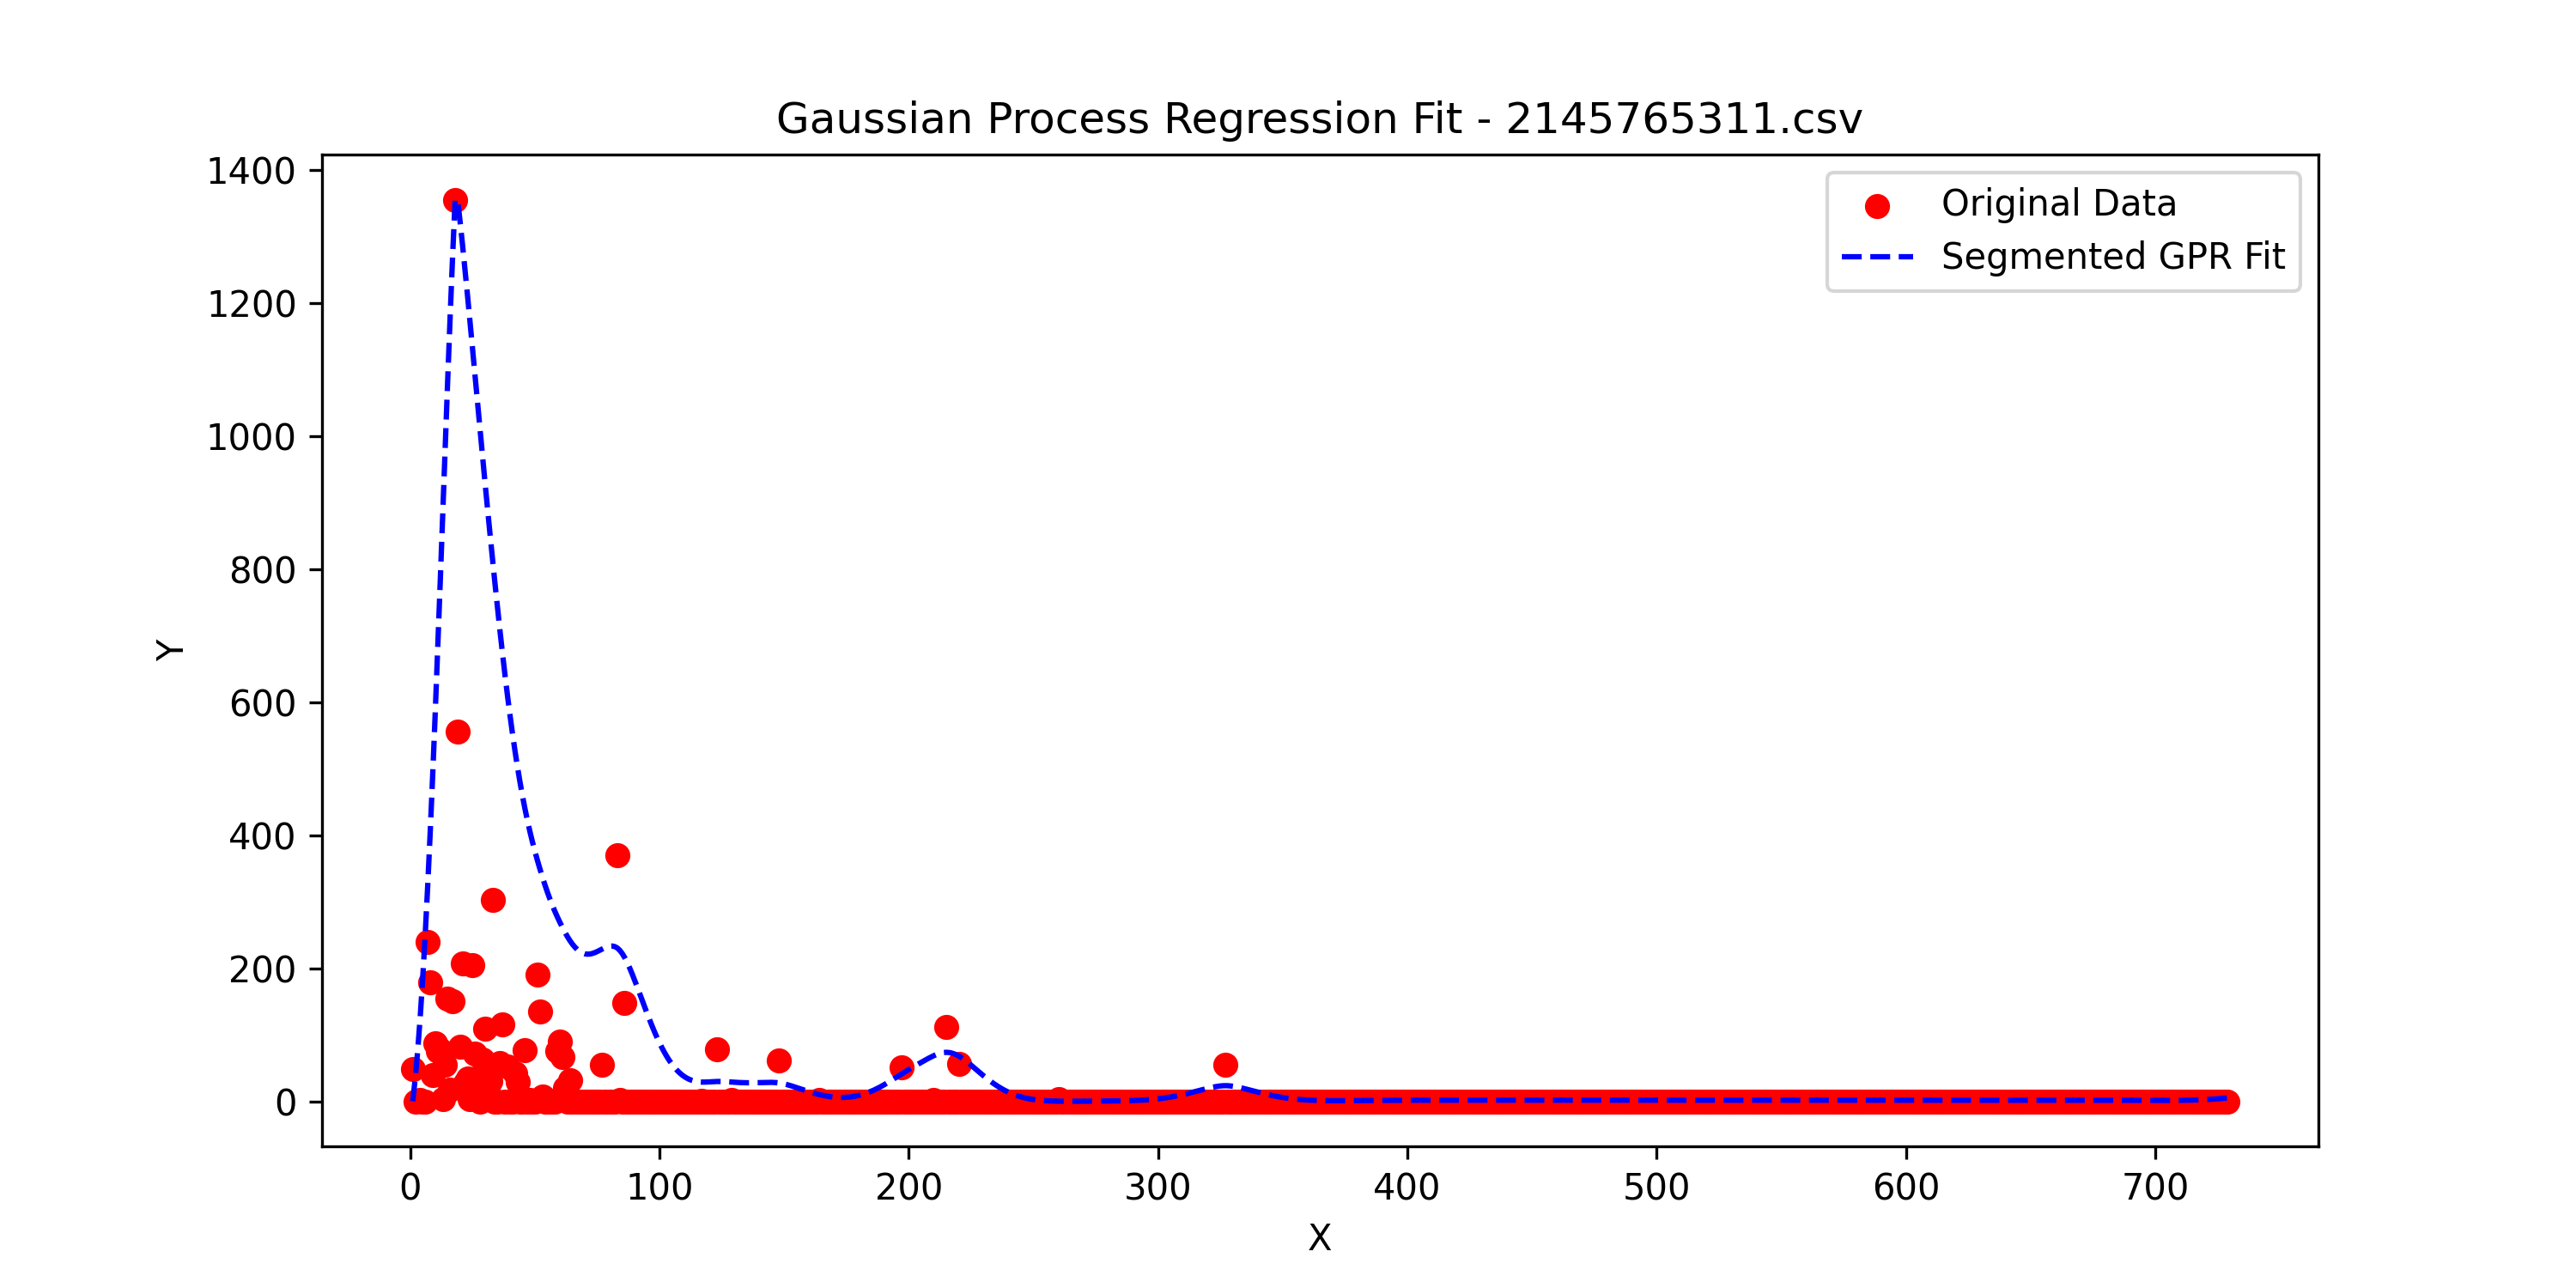 Gaussian Process Regression Fit - 2145765311.csv
1400
1200
1000
800
600
400
200
0
Y
Original Data
Segmented GPR Fit
0 100 200 300 400 500 600 700
X